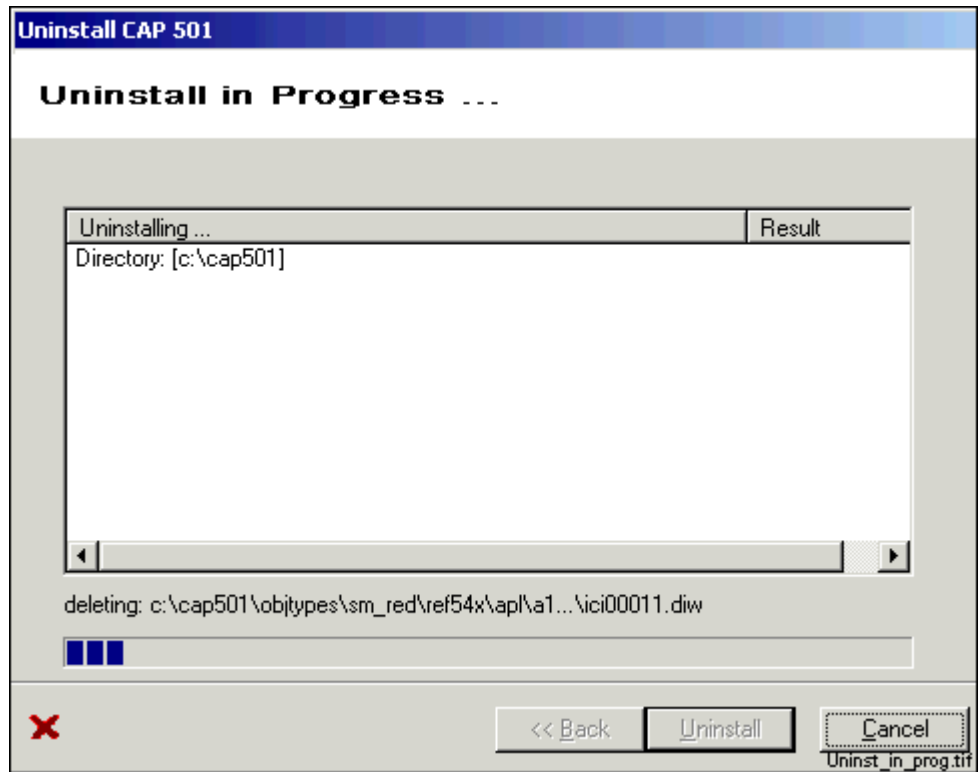 Uninstall CAP 501
Uninstall in Progress ...
Uninstalling ... Result
Directory: [c:\cap501]
deleting: c:\cap501\objtypes\sm_red\ref54x\apl\a1...\ici00011.diw
<< Back Uninstall Cancel
Uninst_in_prog.tif